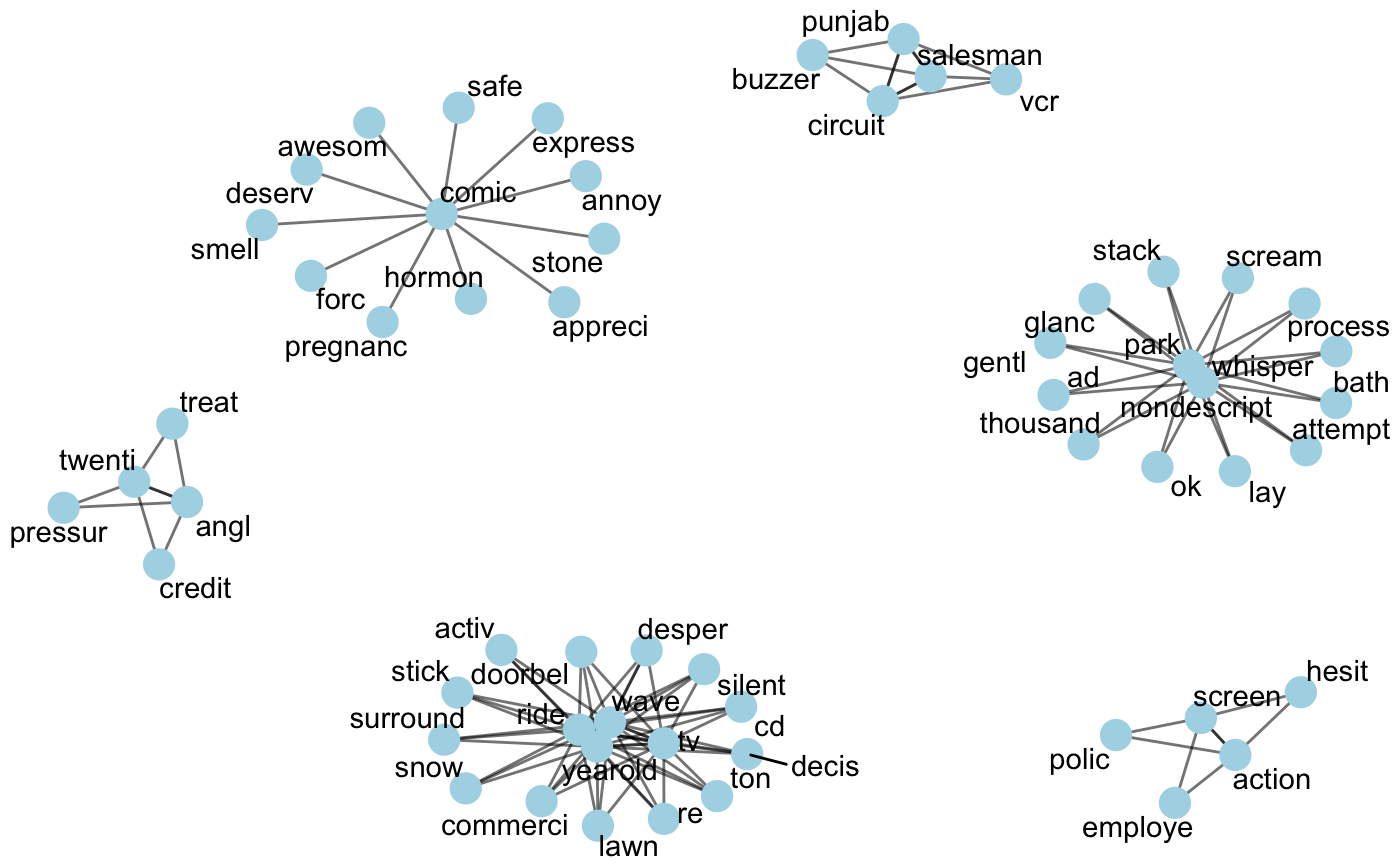 punjab
salesman
buzzer
vcr
circuit
safe
awesom
express
deserv
comic
annoy
smell
hormon
stone
forc
pregnanc
appreci
stack
scream
glanc
process
park
whisper
gentl
ad
bath
nondescript
thousand
attempt
ok
lay
treat
twenti
pressur
angl
credit
activ
desper
stick
doorbel
silent
surround
ride
wave
cd
tv
snow
yearold
ton
decis
commerci
re
lawn
hesit
screen
polic
action
employe